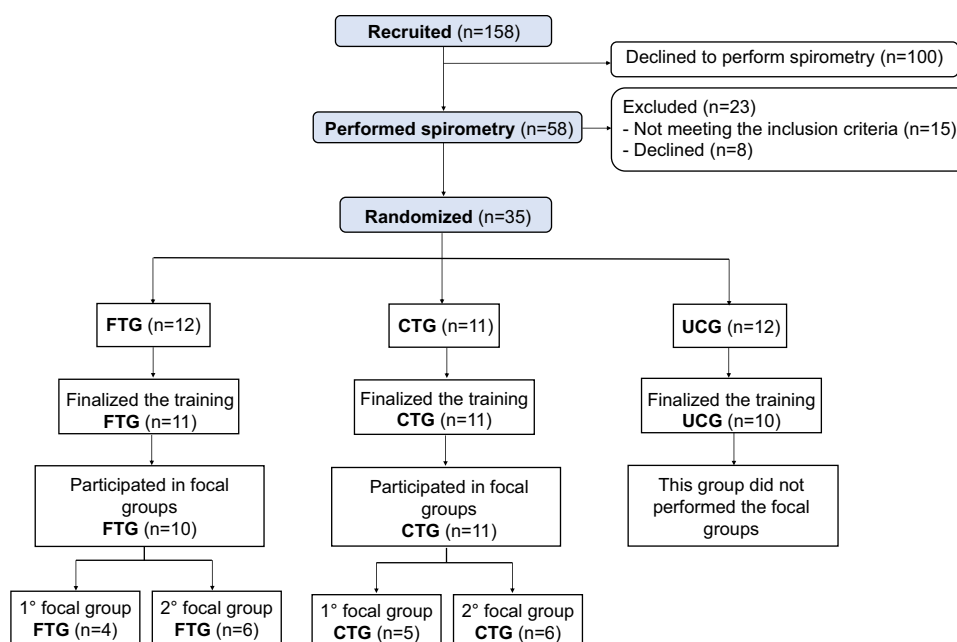 Recruited (n=158)
Declined to perform spirometry (n=100)
Excluded (n=23)
- Not meeting the inclusion criteria (n=15)
- Declined (n=8)
Performed spirometry (n=58)
Randomized (n=35)
FTG (n=12)
CTG (n=11)
UCG (n=12)
Finalized the training
FTG (n=11)
Finalized the training
CTG (n=11)
Finalized the training
UCG (n=10)
Participated in focal
groups
FTG (n=10)
Participated in focal
groups
CTG (n=11)
This group did not
performed the focal
groups
1° focal group
FTG (n=4)
2° focal group
FTG (n=6)
1° focal group
CTG (n=5)
2° focal group
CTG (n=6)